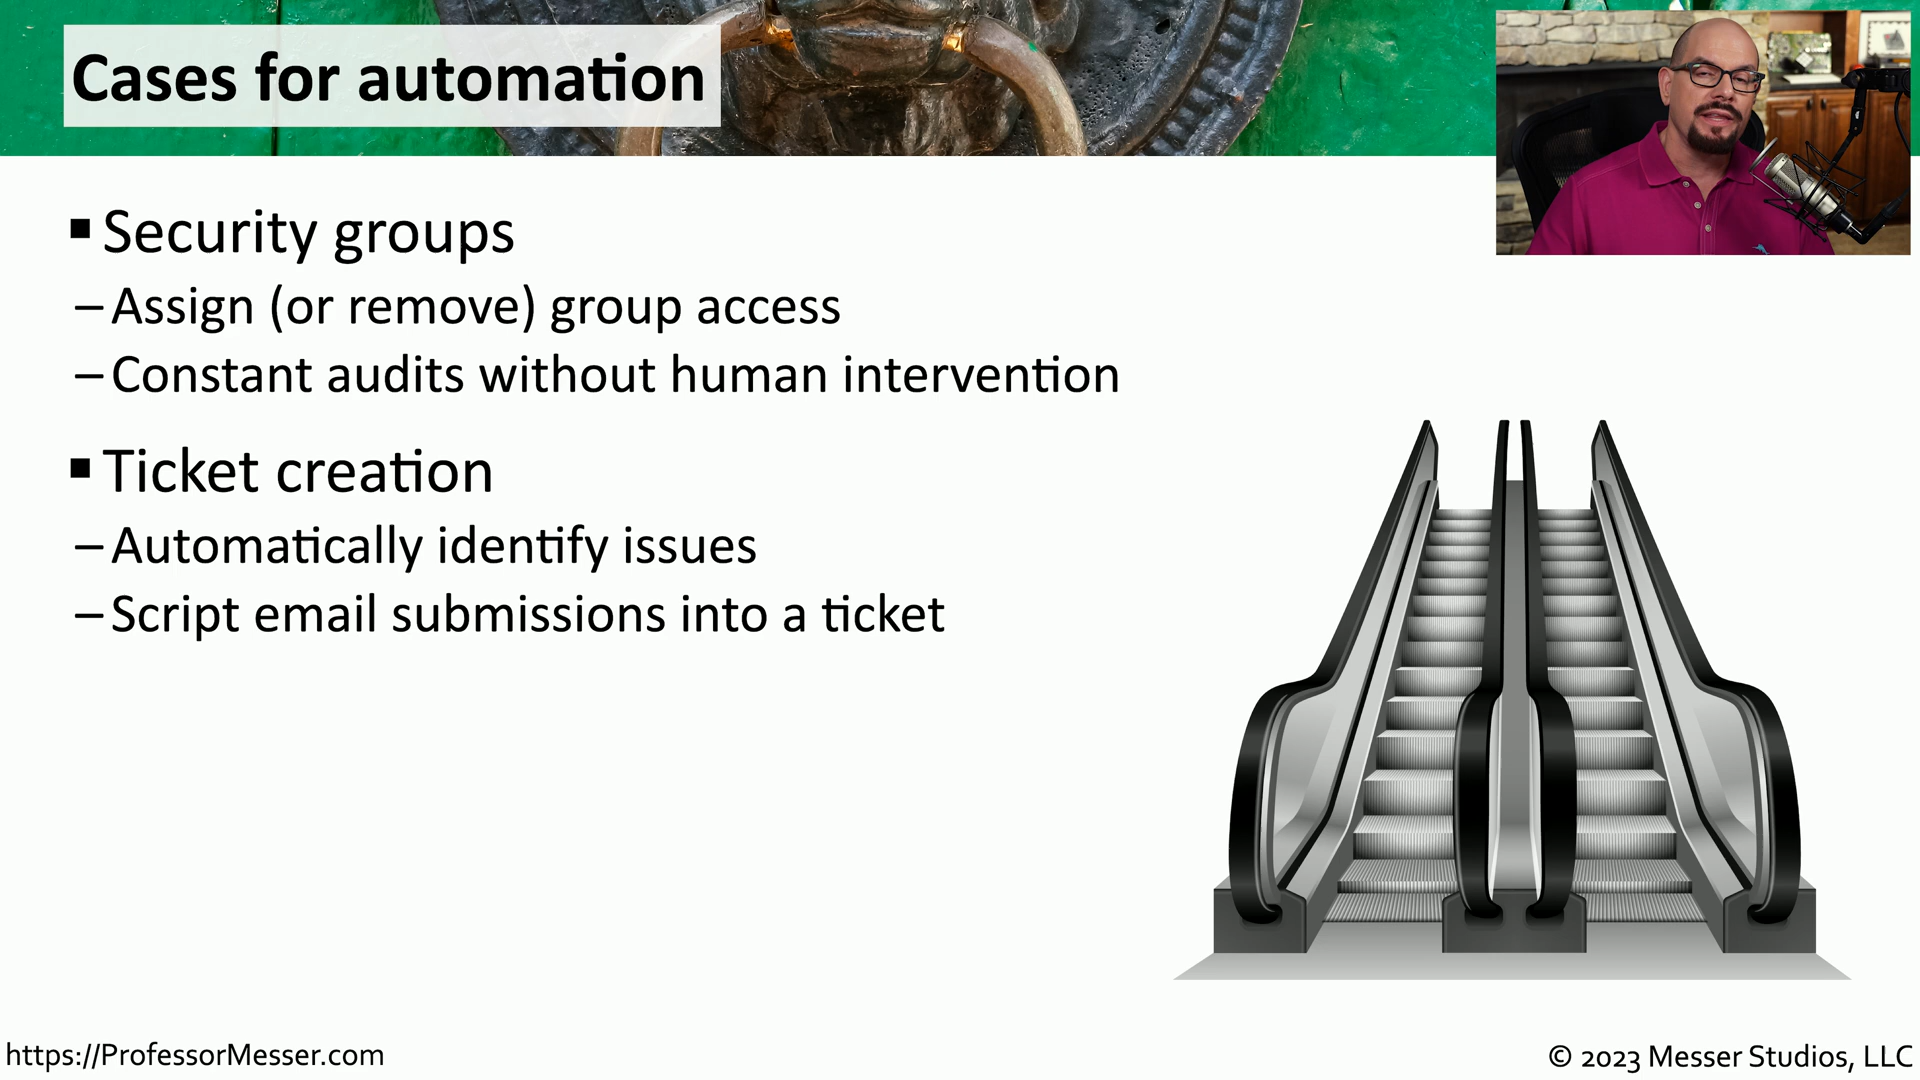 Cases for automation
▪ Security groups
– Assign (or remove) group access
– Constant audits without human intervention
▪ Ticket creation
– Automatically identify issues
– Script email submissions into a ticket
https://ProfessorMesser.com
© 2023 Messer Studios, LLC